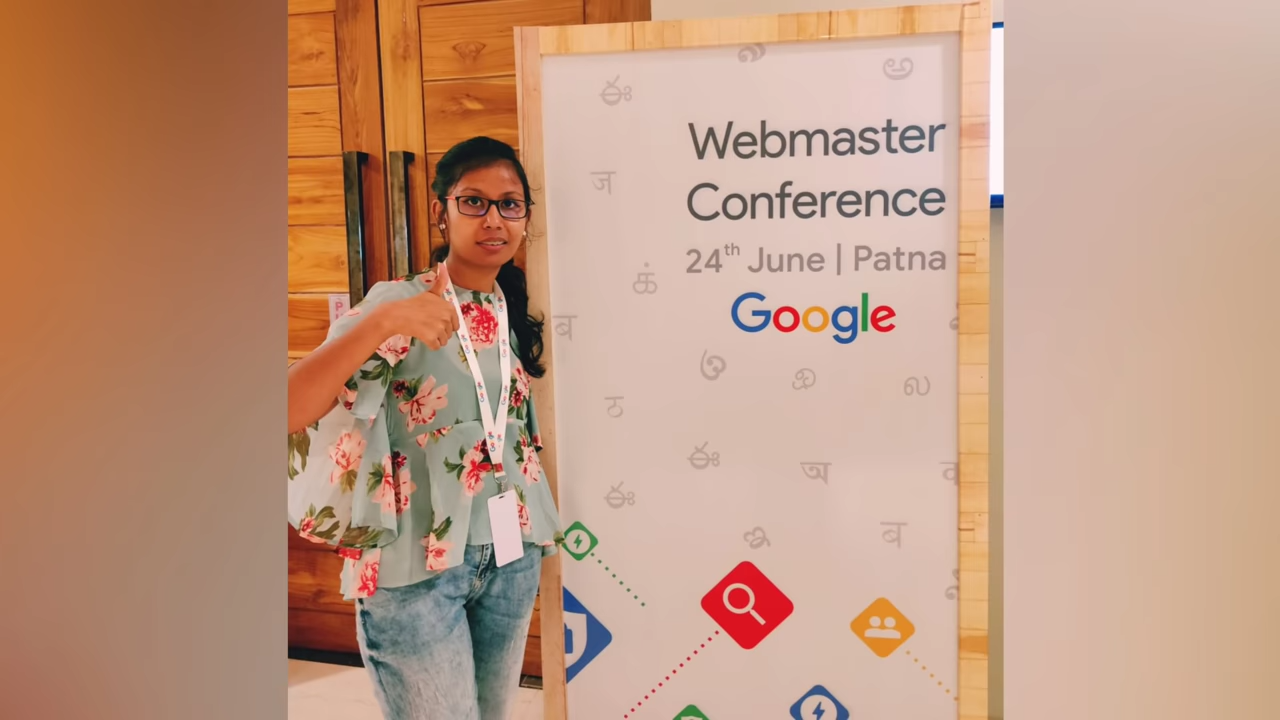 Webmaster
Conference
24th June | Patna
Google
ఈః
ज
க்
ब
ठ
ల
ఈః
অ
ఈః
ब